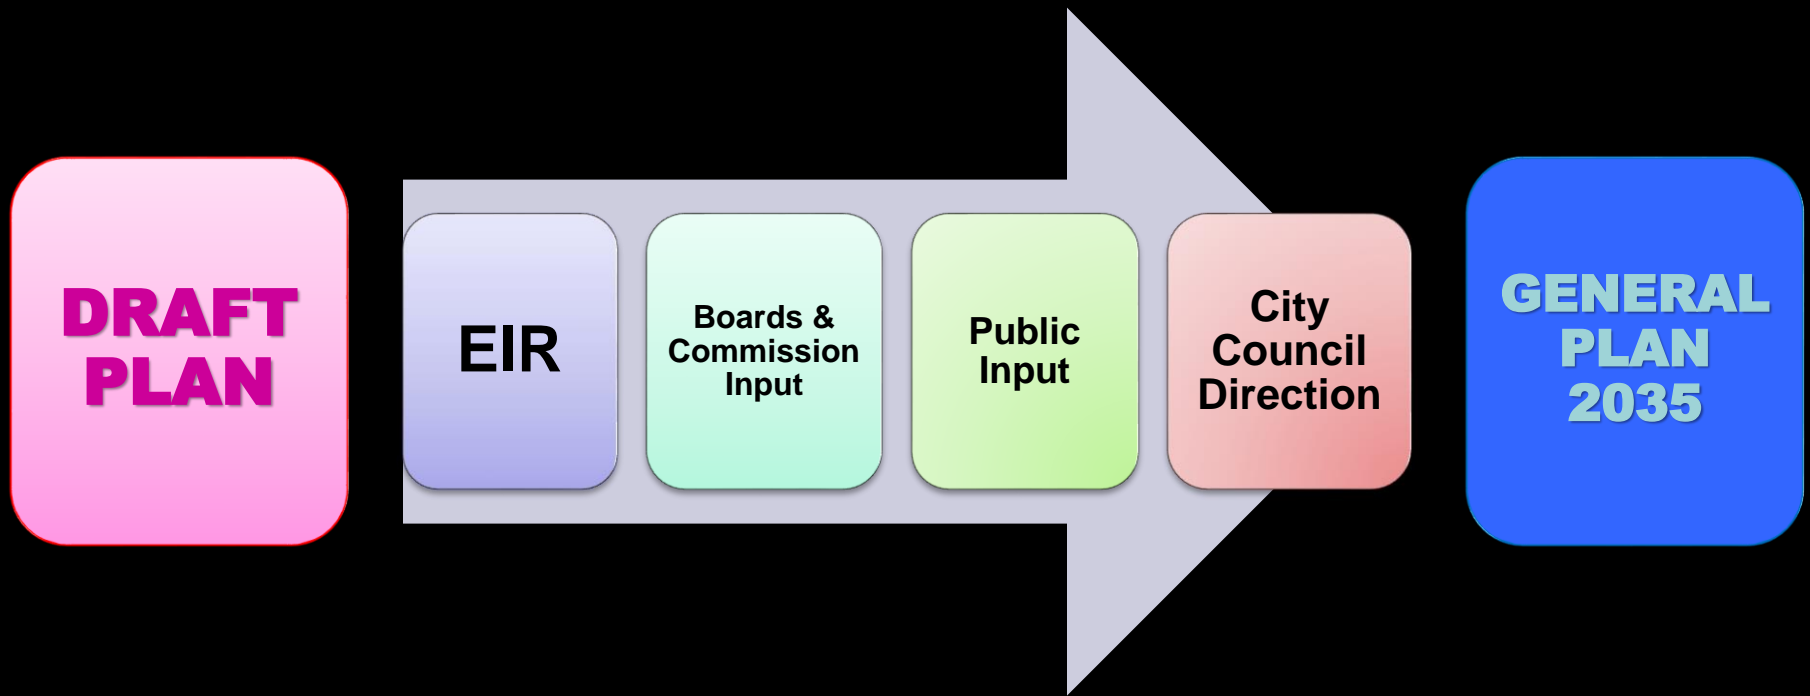 DRAFT
PLAN
EIR
Boards &
Commission
Input
Public
Input
City
Council
Direction
GENERAL
PLAN
2035